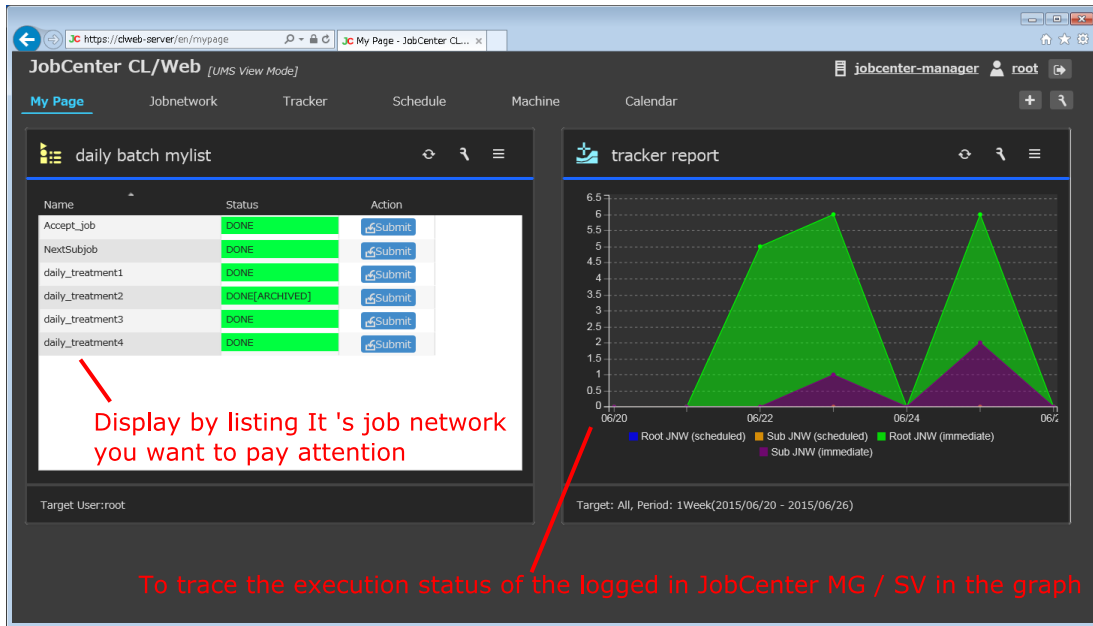 JC https://clweb-server/en/mypage
JC My Page - JobCenter CL... ×
JobCenter CL/Web [UMS View Mode]
jobcenter-manager root
My Page Jobnetwork Tracker Schedule Machine Calendar
daily batch mylist
Name Status Action
Accept_job DONE Submit
NextSubjob DONE Submit
daily_treatment1 DONE Submit
daily_treatment2 DONE[ARCHIVED] Submit
daily_treatment3 DONE Submit
daily_treatment4 DONE Submit
Display by listing It 's job network
you want to pay attention
Target User:root
tracker report
6.5
6
5.5
5
4.5
4
3.5
3
2.5
2
1.5
1
0.5
0
06/20 06/22 06/24 06/2
Root JNW (scheduled) Sub JNW (scheduled) Root JNW (immediate)
Sub JNW (immediate)
Target: All, Period: 1Week(2015/06/20 - 2015/06/26)
To trace the execution status of the logged in JobCenter MG / SV in the graph